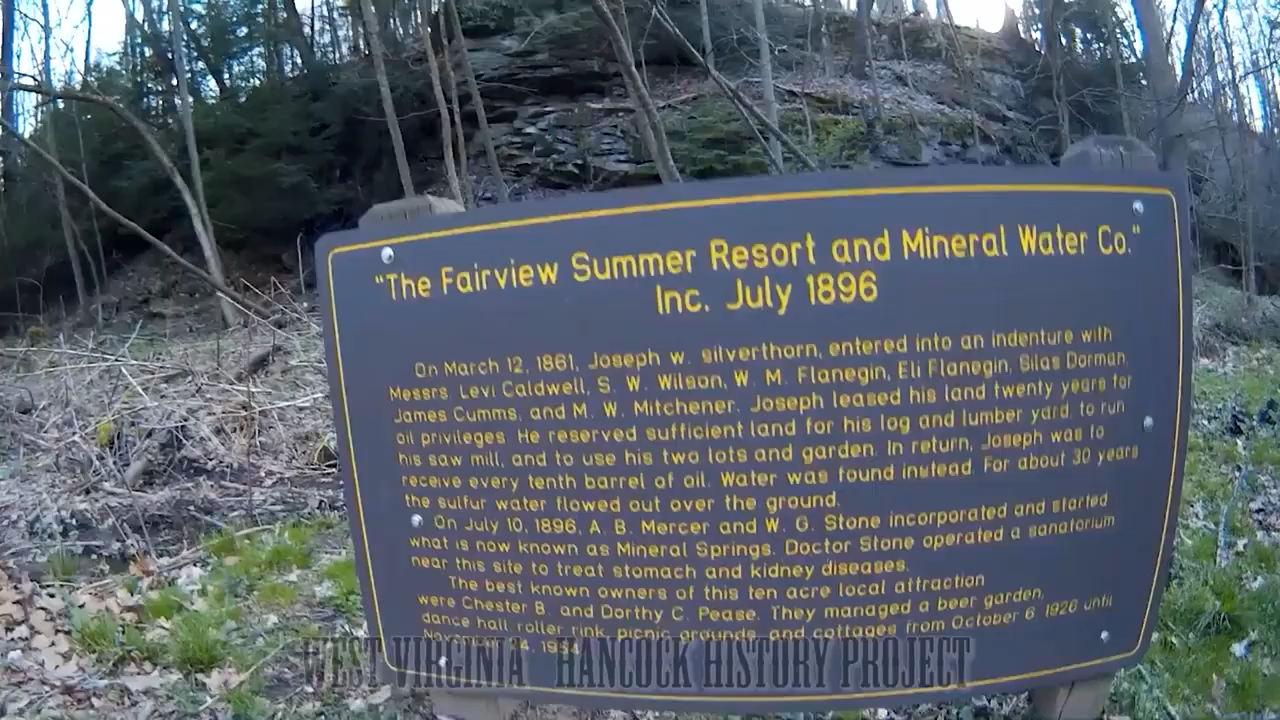 "The Fairview Summer Resort and Mineral Water Co."
Inc. July 1896
On March 12, 1861, Joseph w. silverthorn, entered into an indenture with
Messrs. Levi Caldwell, S. W. Wilson, W. M. Flanegin, Eli Flanegin, Silas Dorman,
James Cumms, and M. W. Mitchener. Joseph leased his land twenty years for
oil privileges. He reserved sufficient land for his log and lumber yard, to run
his saw mill, and to use his two lots and garden. In return, Joseph was to
receive every tenth barrel of oil. Water was found instead. For about 30 years
the sulfur water flowed out over the ground.
On July 10, 1896, A. B. Mercer and W. G. Stone incorporated and started
what is now known as Mineral Springs. Doctor Stone operated a sanatorium
near this site to treat stomach and kidney diseases.
The best known owners of this ten acre local attraction
were Chester B. and Dorthy C. Pease. They managed a beer garden,
dance hall, roller rink, picnic grounds, and cottages from October 6 1926 until
November 24, 1954
WEST VIRGINIA HANCOCK HISTORY PROJECT